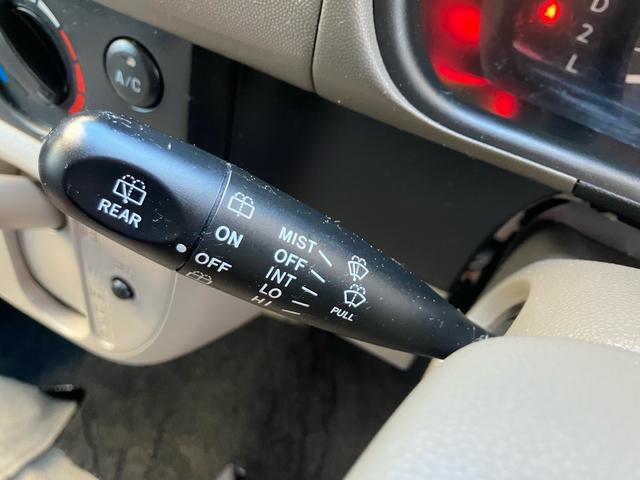 A/C
D
2
L
REAR
ON
OFF
MIST
OFF
INT
LO
HI
PULL